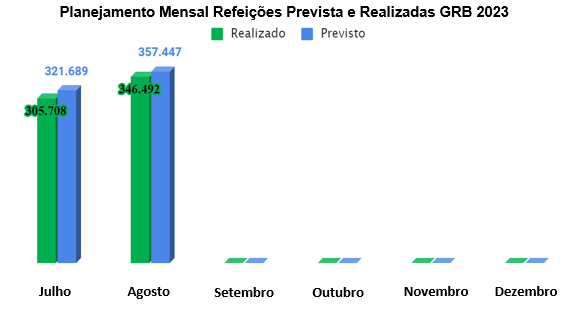 Planejamento Mensal Refeições Prevista e Realizadas GRB 2023
Realizado Previsto
321.689 357.447
305.708 346.492
Julho Agosto Setembro Outubro Novembro Dezembro